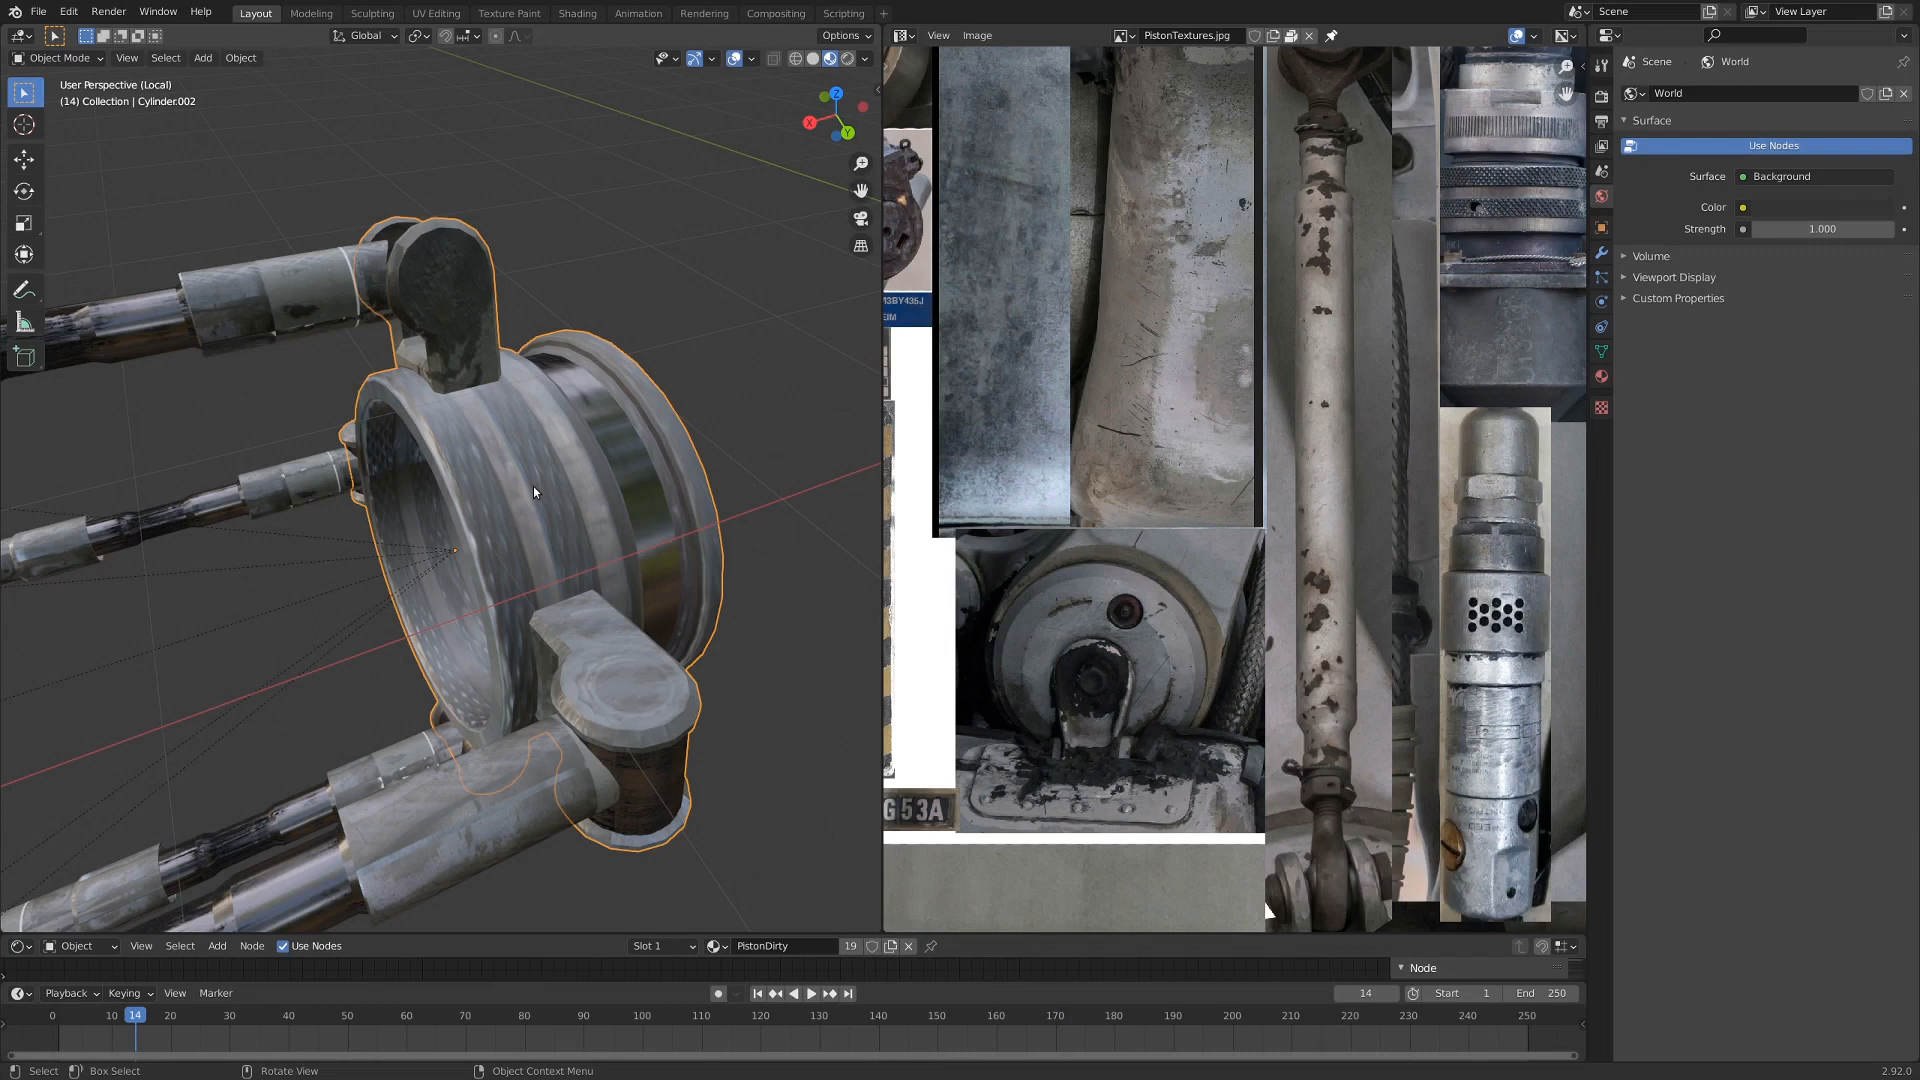 File Edit Render Window Help
Layout Modeling Sculpting UV Editing Texture Paint Shading Animation Rendering Compositing Scripting +
Scene View Layer
Global Options
View Image PistonTextures.jpg
Object Mode View Select Add Object
User Perspective (Local)
(14) Collection | Cylinder.002
Z
X
Y
Scene World
World
Surface
Use Nodes
Surface Background
Color
Strength 1.000
Volume
Viewport Display
Custom Properties
M3BY435J
EIM
G53A
Object View Select Add Node Use Nodes Slot 1 PistonDirty 19
Node
Playback Keying View Marker 14 Start 1 End 250
0 10 14 20 30 40 50 60 70 80 90 100 110 120 130 140 150 160 170 180 190 200 210 220 230 240 250
Select Box Select Rotate View Object Context Menu 2.92.0